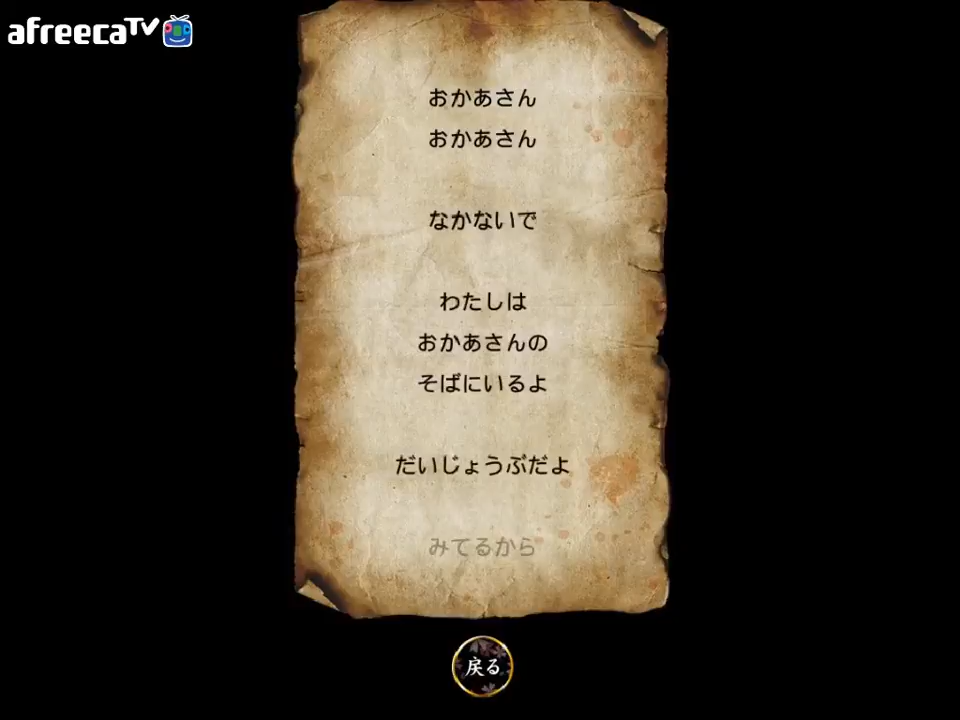 afreecaTV
おかあさん
おかあさん
なかないで
わたしは
おかあさんの
そばにいるよ
だいじょうぶだよ
みてるから
戻る